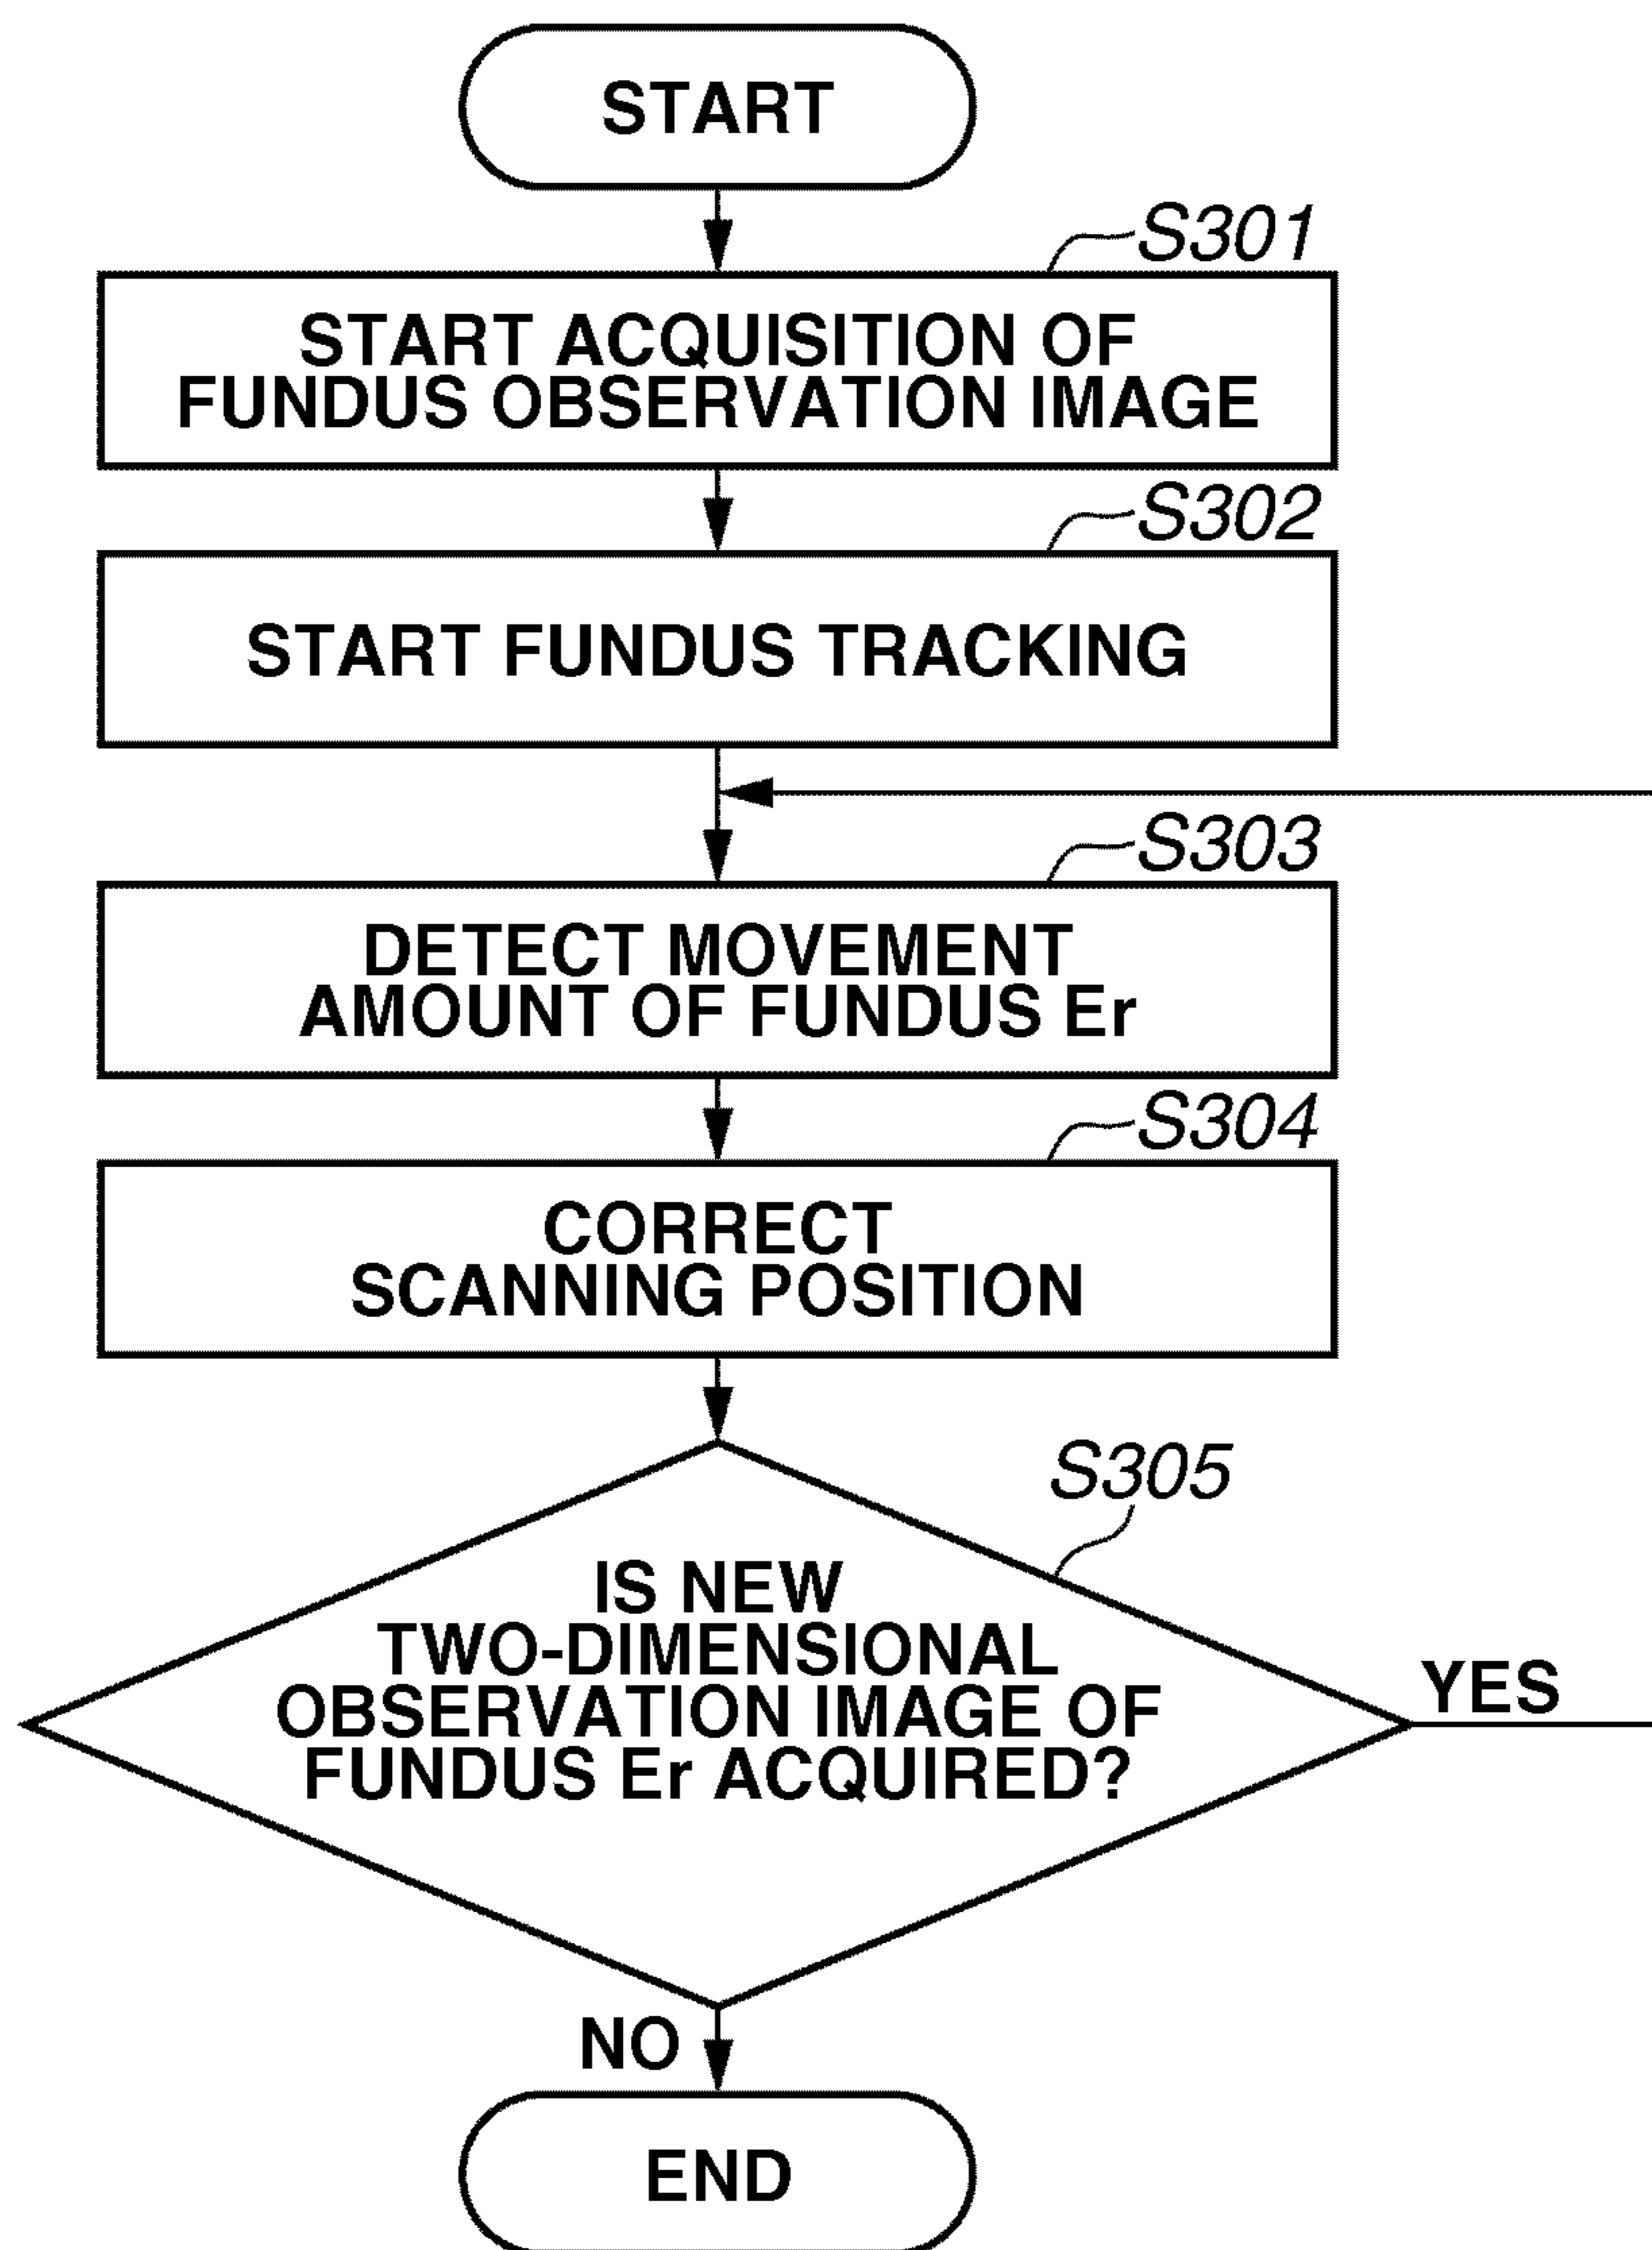 START
S301
START ACQUISITION OF
FUNDUS OBSERVATION IMAGE
S302
START FUNDUS TRACKING
S303
DETECT MOVEMENT
AMOUNT OF FUNDUS Er
S304
CORRECT
SCANNING POSITION
S305
IS NEW
TWO-DIMENSIONAL
OBSERVATION IMAGE OF
FUNDUS Er ACQUIRED?
YES
NO
END